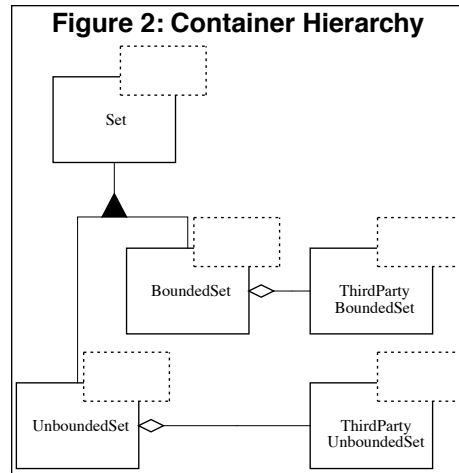 Figure 2: Container Hierarchy
Set
BoundedSet
ThirdParty
BoundedSet
UnboundedSet
ThirdParty
UnboundedSet